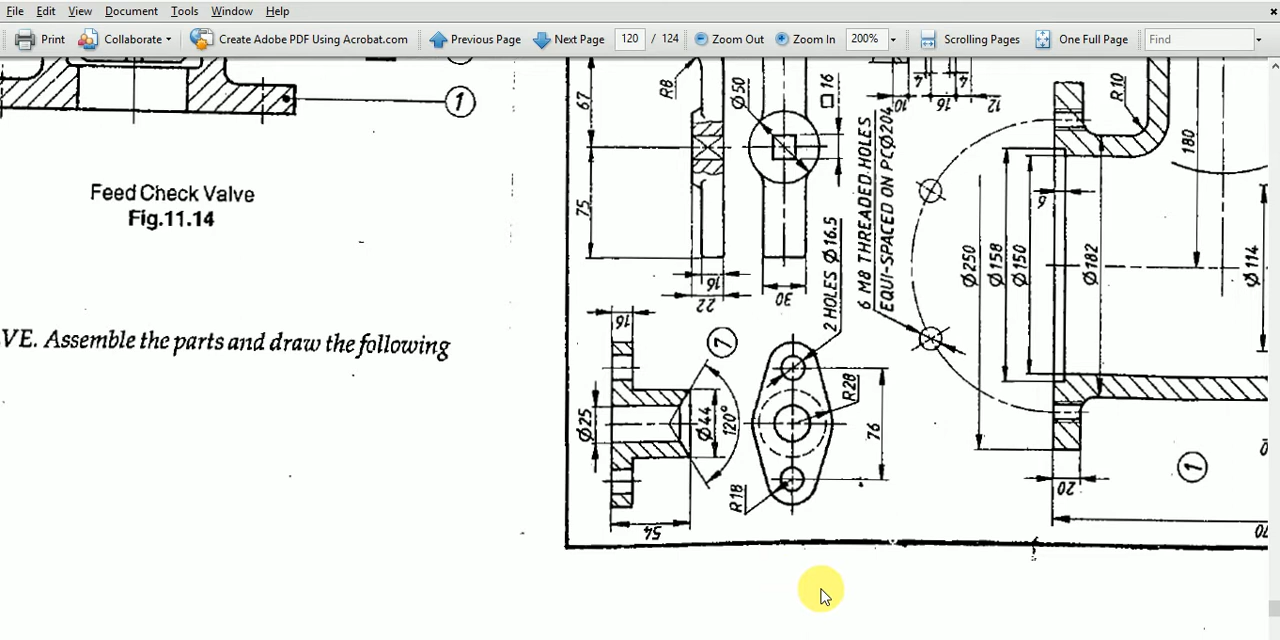 File Edit View Document Tools Window Help
Print Collaborate Create Adobe PDF Using Acrobat.com Previous Page Next Page 120 / 124 Zoom Out Zoom In 200% Scrolling Pages One Full Page Find
1
Feed Check Valve
Fig.11.14
VE. Assemble the parts and draw the following
67
75
R8
Ø50
□16
16
22
30
10
4
16
4
12
2 HOLES Ø16.5
6 M8 THREADED HOLES
EQUI-SPACED ON PCØ204
R10
180
6
Ø250
Ø158
Ø150
Ø182
Ø114
16
7
Ø25
Ø44
120°
54
R28
76
R18
20
1